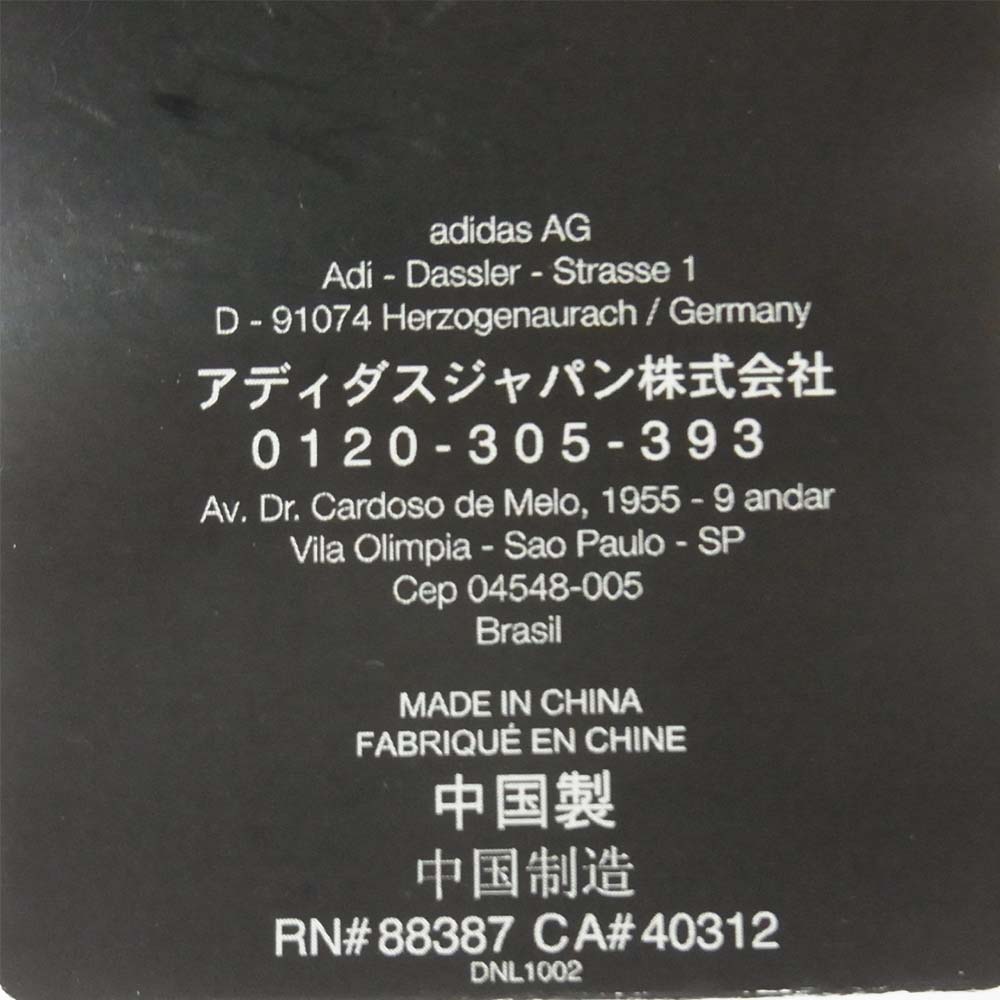 adidas AG
Adi - Dassler - Strasse 1
D - 91074 Herzogenaurach / Germany
アディダスジャパン株式会社
0120-305-393
Av. Dr. Cardoso de Melo, 1955 - 9 andar
Vila Olimpia - Sao Paulo - SP
Cep 04548-005
Brasil
MADE IN CHINA
FABRIQUÉ EN CHINE
中国製
中国制造
RN# 88387 CA# 40312
DNL1002